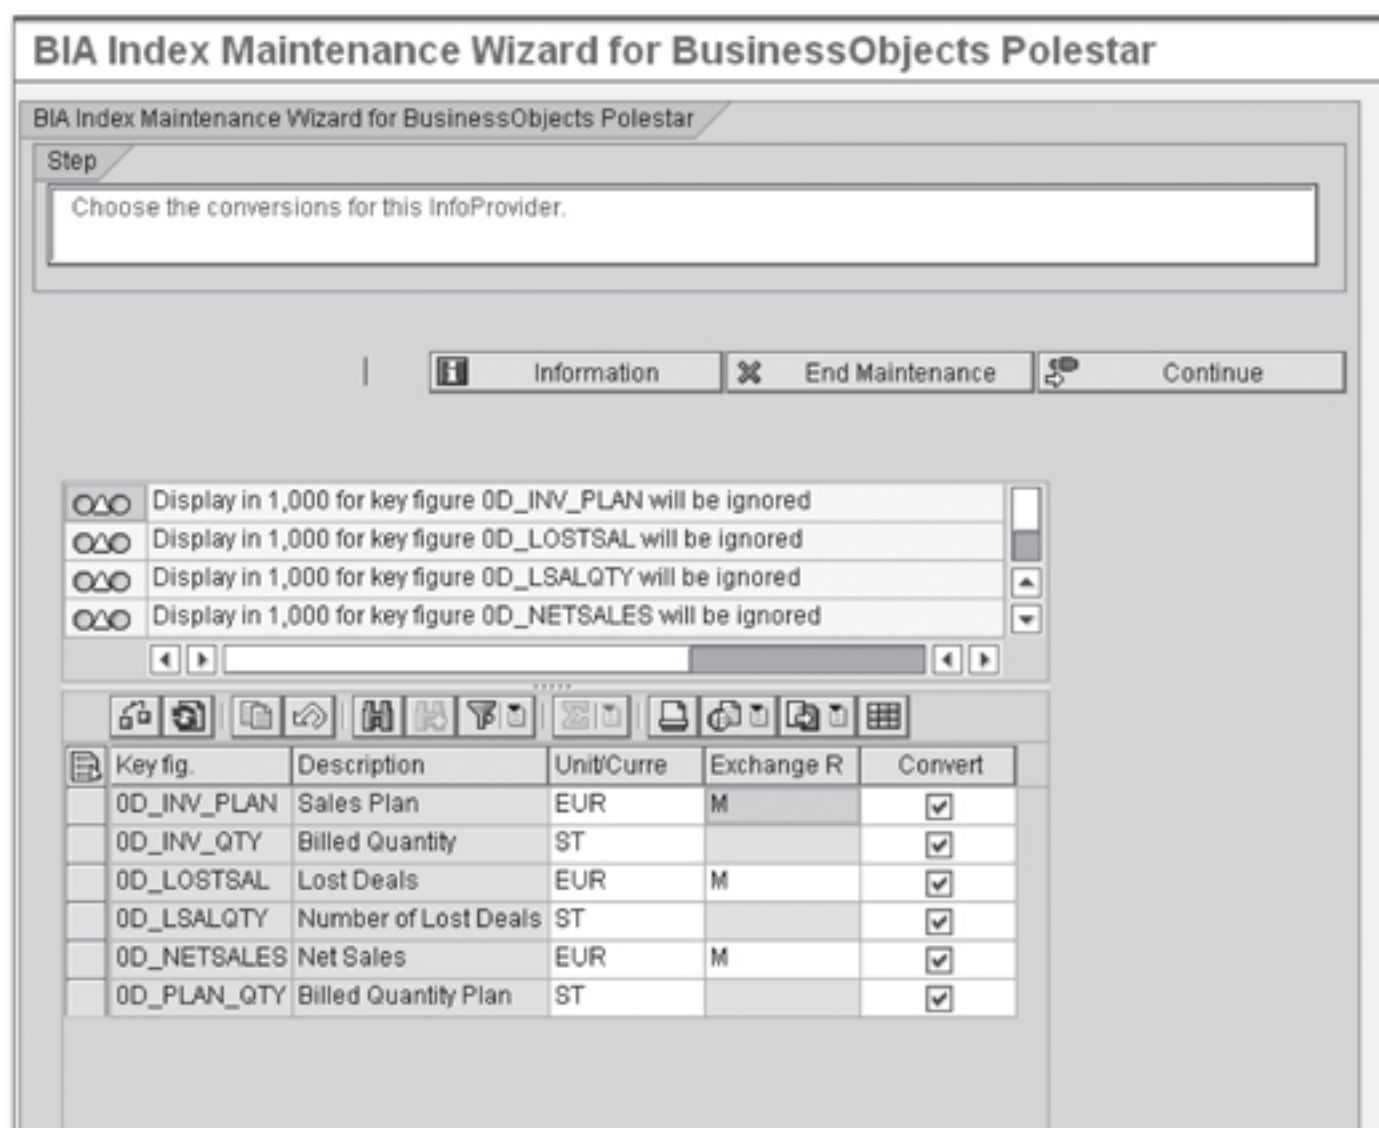 BIA Index Maintenance Wizard for BusinessObjects Polestar
BIA Index Maintenance Wizard for BusinessObjects Polestar
Step
Choose the conversions for this InfoProvider.
Information End Maintenance Continue
Display in 1,000 for key figure 0D_INV_PLAN will be ignored
Display in 1,000 for key figure 0D_LOSTSAL will be ignored
Display in 1,000 for key figure 0D_LSALQTY will be ignored
Display in 1,000 for key figure 0D_NETSALES will be ignored
Key fig. Description Unit/Curre Exchange R Convert
0D_INV_PLAN Sales Plan EUR M
0D_INV_QTY Billed Quantity ST
0D_LOSTSAL Lost Deals EUR M
0D_LSALQTY Number of Lost Deals ST
0D_NETSALES Net Sales EUR M
0D_PLAN_QTY Billed Quantity Plan ST